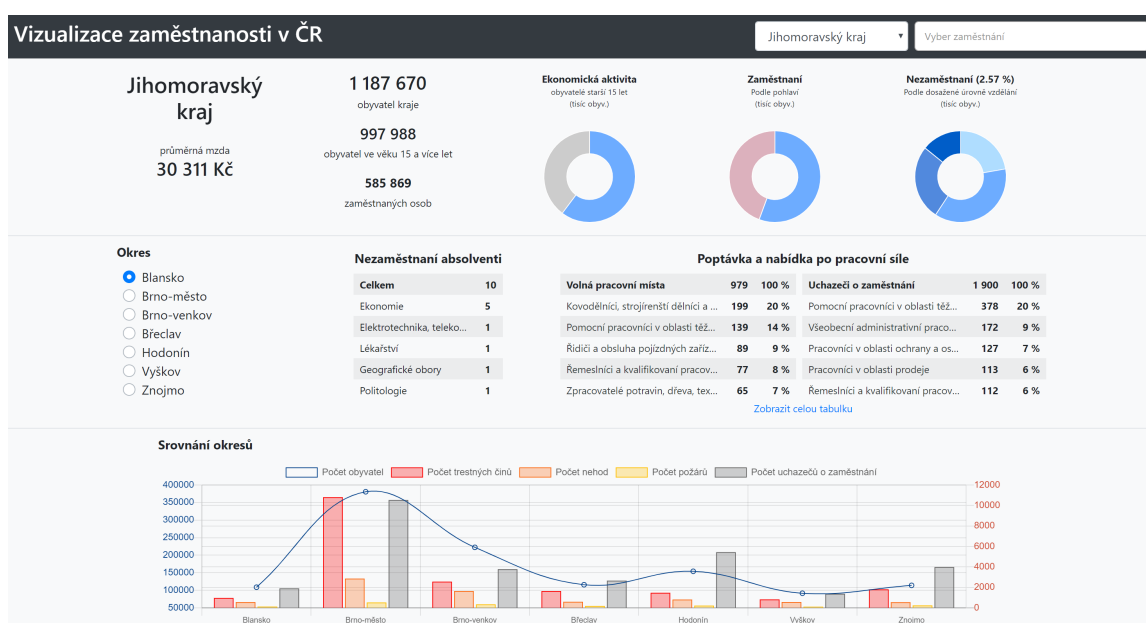 Vizualizace zaměstnanosti v ČR
Jihomoravský kraj
Vyber zaměstnání
Jihomoravský
kraj
průměrná mzda
30 311 Kč
1 187 670
obyvatel kraje
997 988
obyvatel ve věku 15 a více let
585 869
zaměstnaných osob
Ekonomická aktivita
obyvatelé starší 15 let
(tisíc obyv.)
Zaměstnaní
Podle pohlaví
(tisíc obyv.)
Nezaměstnaní (2.57 %)
Podle dosažené úrovně vzdělání
(tisíc obyv.)
Okres
Blansko
Brno-město
Brno-venkov
Břeclav
Hodonín
Vyškov
Znojmo
Nezaměstnaní absolventi
Celkem 10
Ekonomie 5
Elektrotechnika, teleko... 1
Lékařství 1
Geografické obory 1
Politologie 1
Poptávka a nabídka po pracovní síle
Volná pracovní místa 979 100 % Uchazeči o zaměstnání 1 900 100 %
Kovodělníci, strojírenští dělníci a ... 199 20 % Pomocní pracovníci v oblasti těž... 378 20 %
Pomocní pracovníci v oblasti těž... 139 14 % Všeobecní administrativní praco... 172 9 %
Řidiči a obsluha pojízdných zaříz... 89 9 % Pracovníci v oblasti ochrany a os... 127 7 %
Řemeslníci a kvalifikovaní pracov... 77 8 % Pracovníci v oblasti prodeje 113 6 %
Zpracovatelé potravin, dřeva, tex... 65 7 % Řemeslníci a kvalifikovaní pracov... 112 6 %
Zobrazit celou tabulku
Srovnání okresů
Počet obyvatel Počet trestných činů Počet nehod Počet požárů Počet uchazečů o zaměstnání
400000 12000
350000 10000
300000 8000
250000 6000
200000 4000
150000 2000
100000 0
50000
Blansko Brno-město Brno-venkov Břeclav Hodonín Vyškov Znojmo